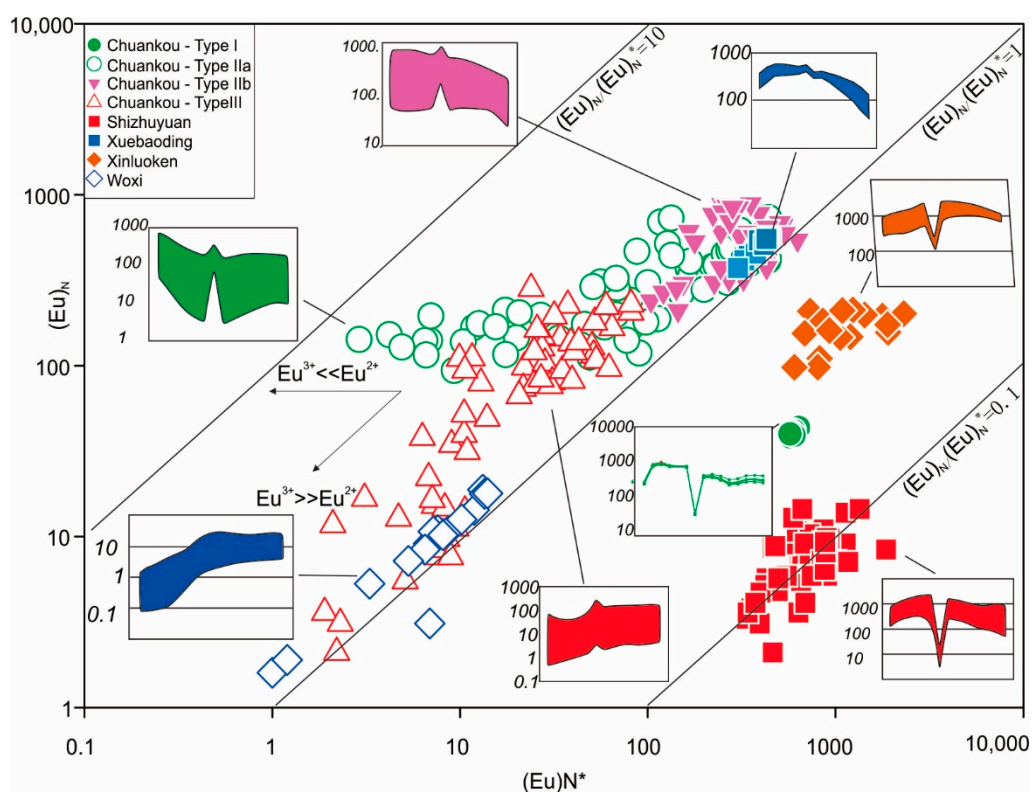 10,000
1000
100
10
1
(Eu)N
Chuankou - Type I
Chuankou - Type IIa
Chuankou - Type IIb
Chuankou - TypeIII
Shizhuyuan
Xuebaoding
Xinluoken
Woxi
1000.
100.
10.
(Eu)N/(Eu)N*=10
1000
100
(Eu)N/(Eu)N*=1
1000
100
10
1
1000
100
Eu3+<<Eu2+
Eu3+>>Eu2+
10000
1000
100
10
(Eu)N/(Eu)N*=0.1
10
1
0.1
1000
100
10
1
0.1
1000
100
10
0.1
1
10
100
1000
10,000
(Eu)N*